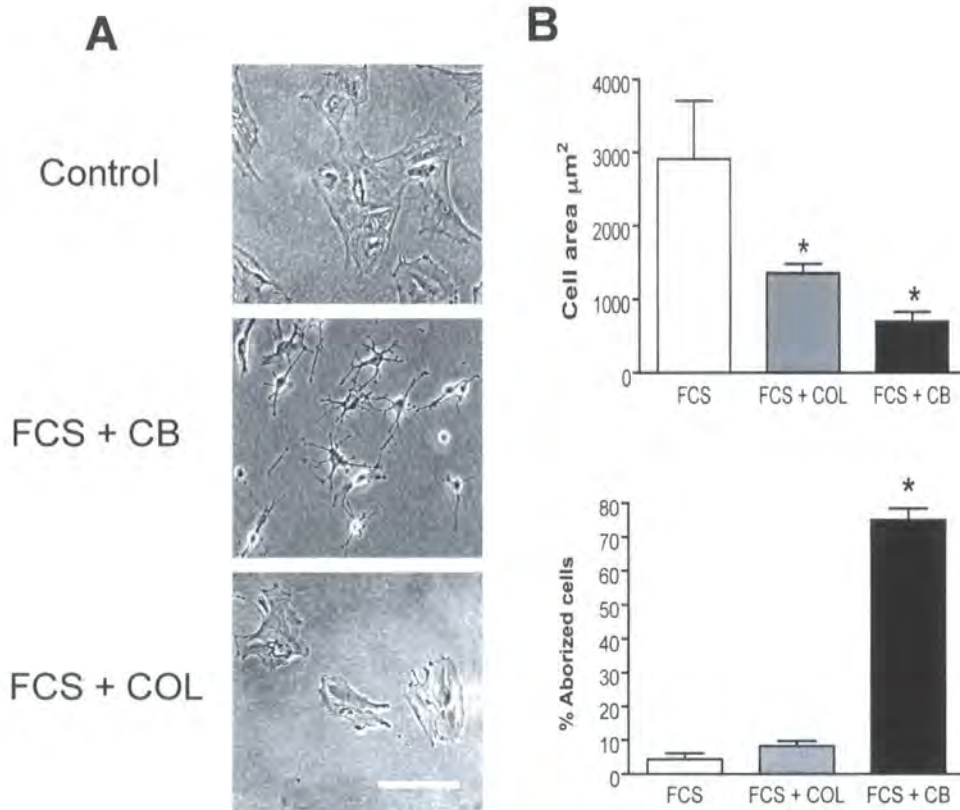 A
Control
FCS + CB
FCS + COL
B
4000
3000
2000
1000
0
Cell area μm²
*
*
FCS
FCS + COL
FCS + CB
80
70
60
50
40
30
20
10
0
% Aborized cells
*
FCS
FCS + COL
FCS + CB